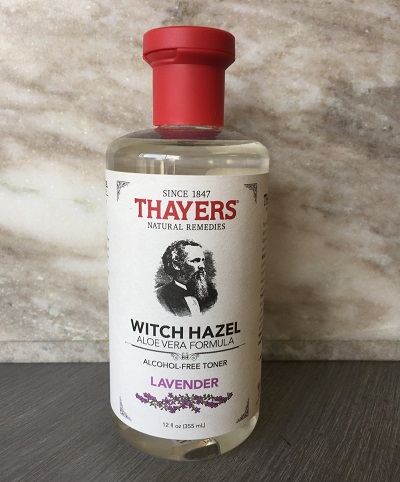 SINCE 1847
THAYERS®
NATURAL REMEDIES
WITCH HAZEL
ALOE VERA FORMULA
ALCOHOL-FREE TONER
LAVENDER
12 fl oz (355 mL)